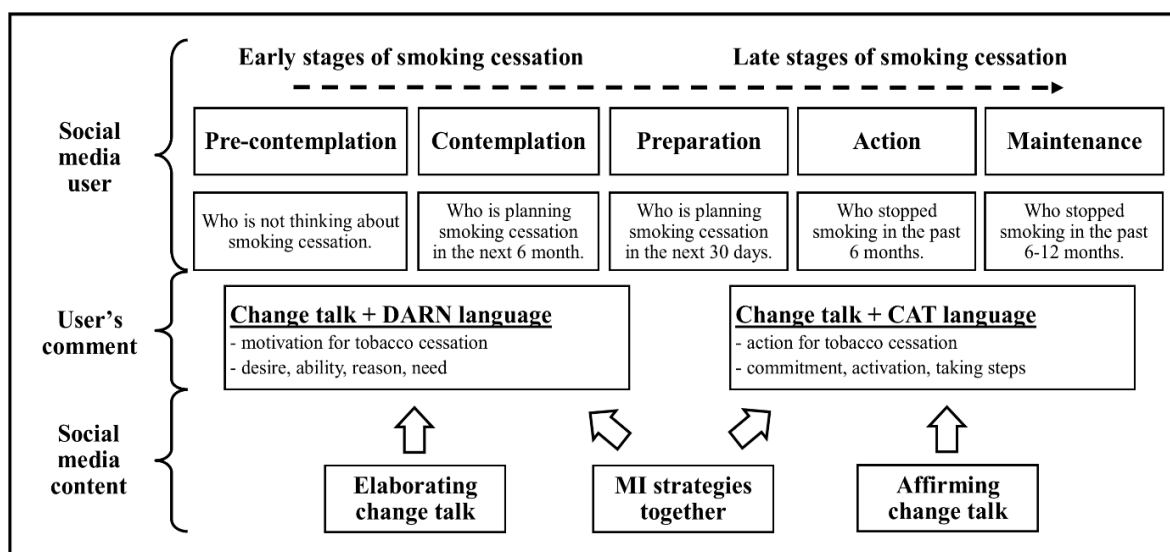 Early stages of smoking cessation
Late stages of smoking cessation
Social
media
user
Pre-contemplation
Contemplation
Preparation
Action
Maintenance
Who is not thinking about
smoking cessation.
Who is planning
smoking cessation
in the next 6 month.
Who is planning
smoking cessation
in the next 30 days.
Who stopped
smoking in the past
6 months.
Who stopped
smoking in the past
6-12 months.
User's
comment
Change talk + DARN language
- motivation for tobacco cessation
- desire, ability, reason, need
Change talk + CAT language
- action for tobacco cessation
- commitment, activation, taking steps
Social
media
content
Elaborating
change talk
MI strategies
together
Affirming
change talk